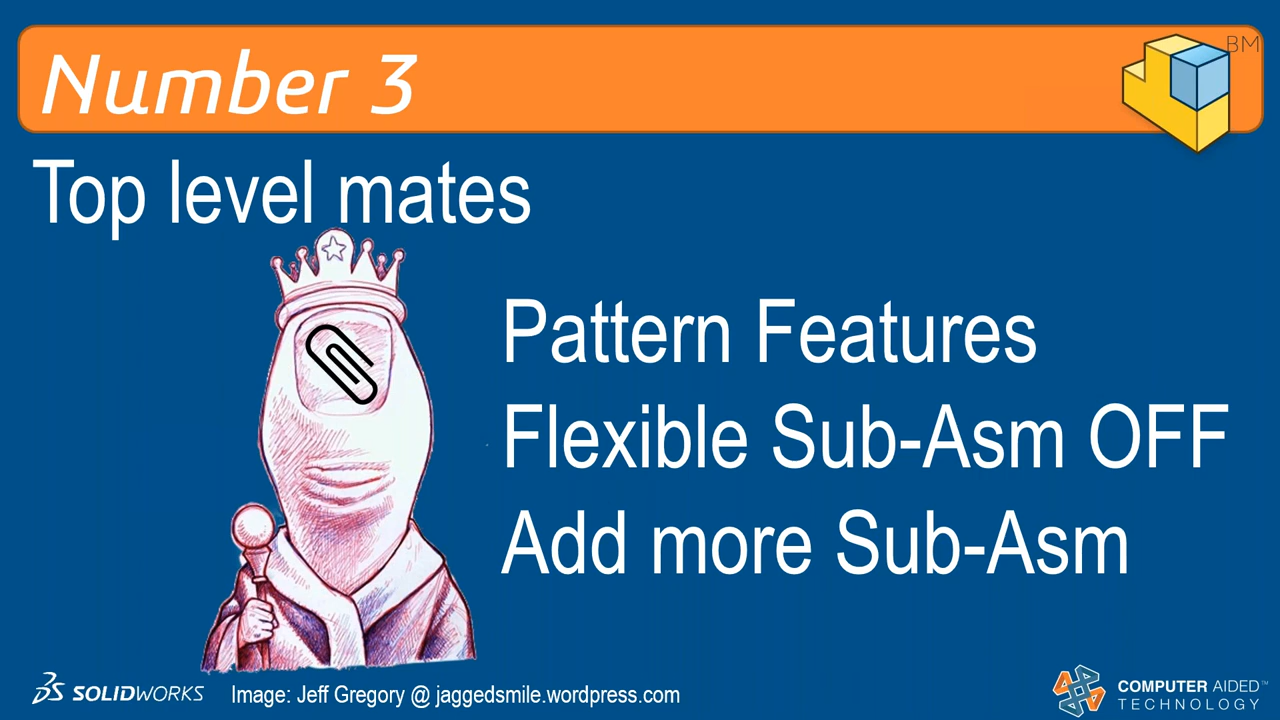 Number 3
BM
Top level mates
Pattern Features
Flexible Sub-Asm OFF
Add more Sub-Asm
SOLIDWORKS
Image: Jeff Gregory @ jaggedsmile.wordpress.com
COMPUTER AIDED™
TECHNOLOGY